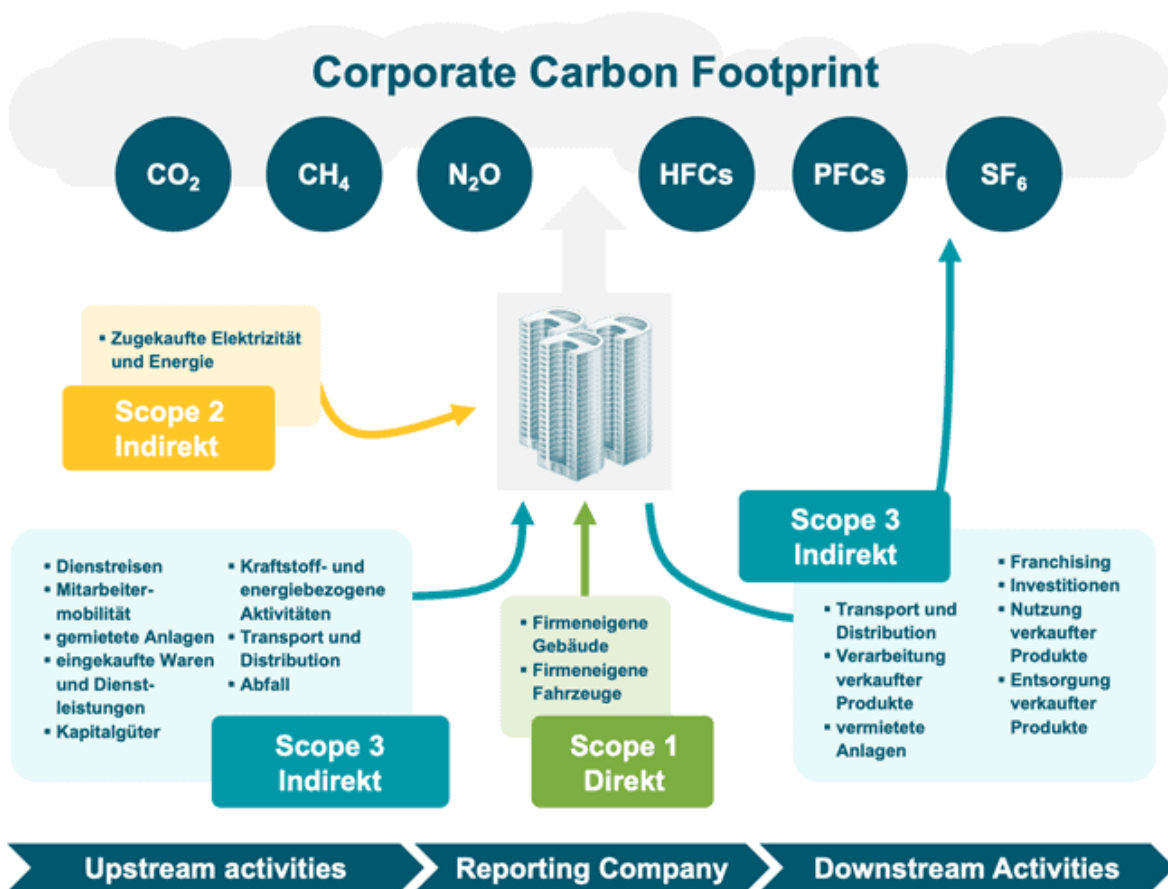 Corporate Carbon Footprint
CO₂
CH₄
N₂O
HFCs
PFCs
SF₆
▪ Zugekaufte Elektrizität
und Energie
Scope 2
Indirekt
▪ Dienstreisen
▪ Mitarbeiter-
mobilität
▪ gemietete Anlagen
▪ eingekaufte Waren
und Dienst-
leistungen
▪ Kapitalgüter
▪ Kraftstoff- und
energiebezogene
Aktivitäten
▪ Transport und
Distribution
▪ Abfall
Scope 3
Indirekt
▪ Firmeneigene
Gebäude
▪ Firmeneigene
Fahrzeuge
Scope 1
Direkt
Scope 3
Indirekt
▪ Transport und
Distribution
▪ Verarbeitung
verkaufter
Produkte
▪ vermietete
Anlagen
▪ Franchising
▪ Investitionen
▪ Nutzung
verkaufter
Produkte
▪ Entsorgung
verkaufter
Produkte
Upstream activities
Reporting Company
Downstream Activities